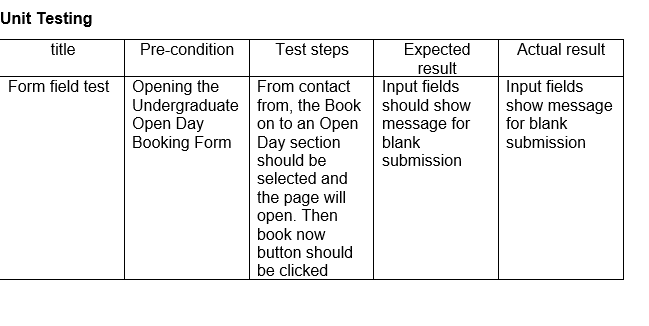 Unit Testing
title
Pre-condition
Test steps
Expected
result
Actual result
Form field test
Opening the
Undergraduate
Open Day
Booking Form
From contact
from, the Book
on to an Open
Day section
should be
selected and
the page will
open. Then
book now
button should
be clicked
Input fields
should show
message for
blank
submission
Input fields
show message
for blank
submission